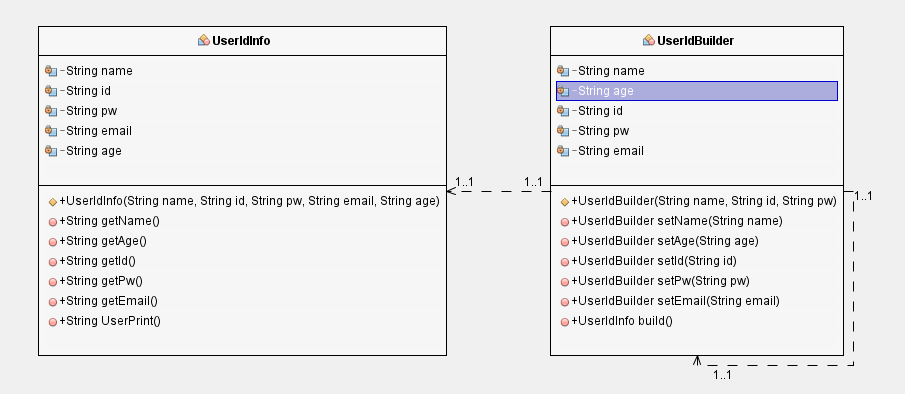 UserIdInfo
-String name
-String id
-String pw
-String email
-String age
+UserIdInfo(String name, String id, String pw, String email, String age)
+String getName()
+String getAge()
+String getId()
+String getPw()
+String getEmail()
+String UserPrint()
1..1
1..1
UserIdBuilder
-String name
-String age
-String id
-String pw
-String email
+UserIdBuilder(String name, String id, String pw)
+UserIdBuilder setName(String name)
+UserIdBuilder setAge(String age)
+UserIdBuilder setId(String id)
+UserIdBuilder setPw(String pw)
+UserIdBuilder setEmail(String email)
+UserIdInfo build()
1..1
1..1